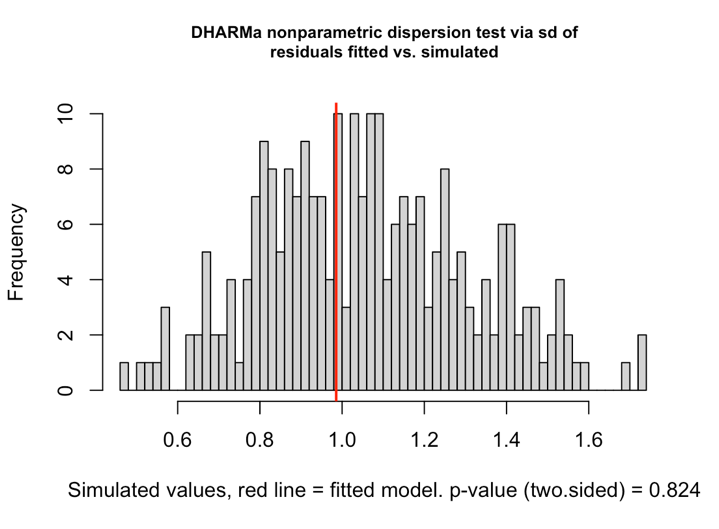 DHARMa nonparametric dispersion test via sd of
residuals fitted vs. simulated
Frequency
10
8
6
4
2
0
0.6 0.8 1.0 1.2 1.4 1.6
Simulated values, red line = fitted model. p-value (two.sided) = 0.824